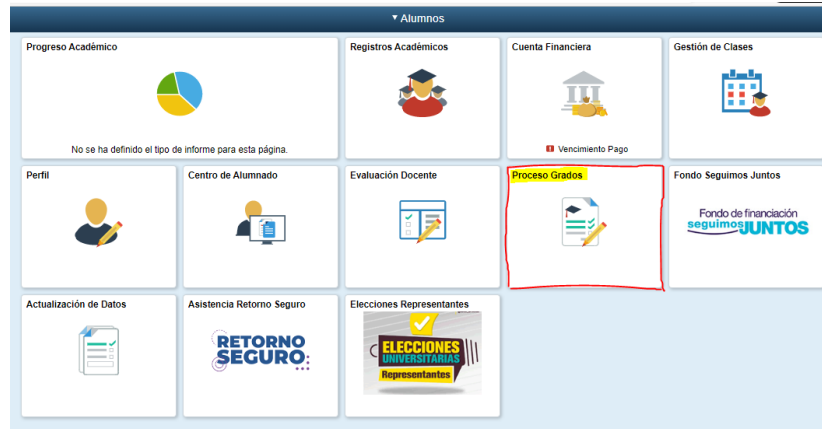 ▾ Alumnos
Progreso Académico
No se ha definido el tipo de informe para esta página.
Registros Académicos
Cuenta Financiera
Vencimiento Pago
Gestión de Clases
Perfil
Centro de Alumnado
Evaluación Docente
Proceso Grados
Fondo Seguimos Juntos
Fondo de financiación
seguimosJUNTOS
Actualización de Datos
Asistencia Retorno Seguro
RETORNO
SEGURO
Elecciones Representantes
ELECCIONES
UNIVERSITARIAS
Representantes